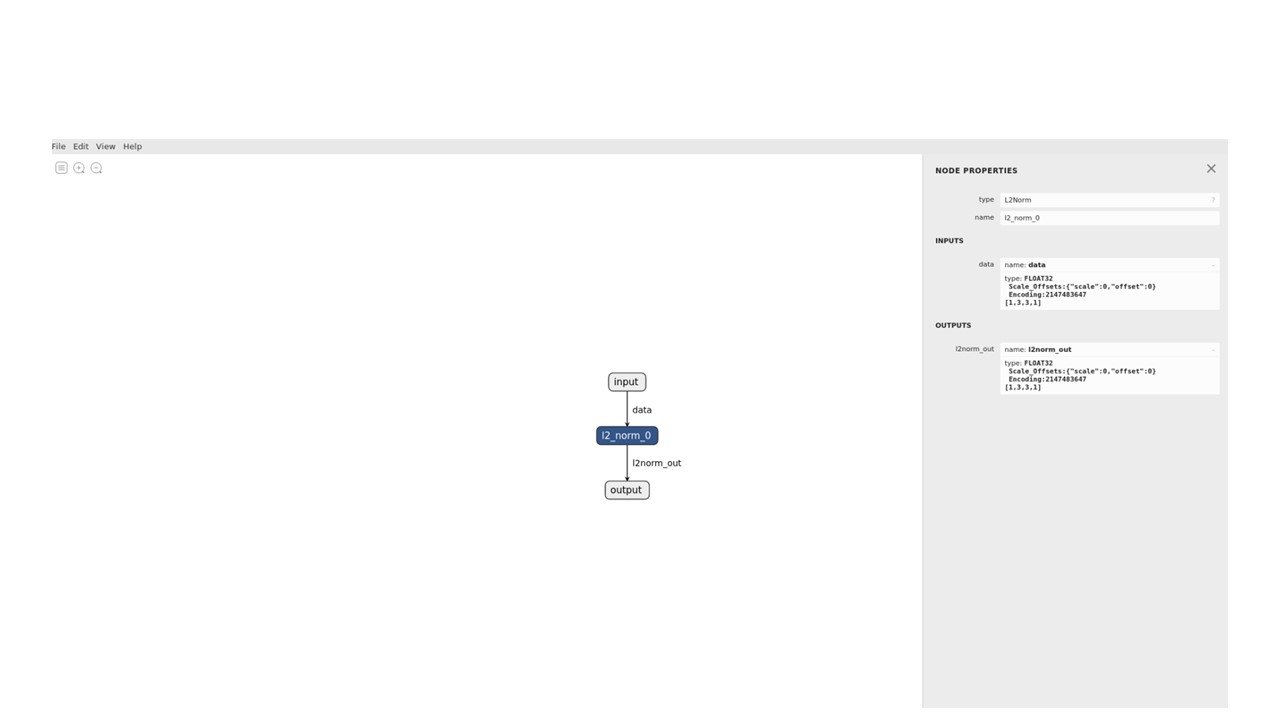 File Edit View Help
NODE PROPERTIES
type L2Norm ?
name l2_norm_0
INPUTS
data name: data -
type: FLOAT32
Scale_Offsets:{"scale":0,"offset":0}
Encoding:2147483647
[1,3,3,1]
OUTPUTS
l2norm_out name: l2norm_out -
type: FLOAT32
Scale_Offsets:{"scale":0,"offset":0}
Encoding:2147483647
[1,3,3,1]
input
data
l2_norm_0
l2norm_out
output